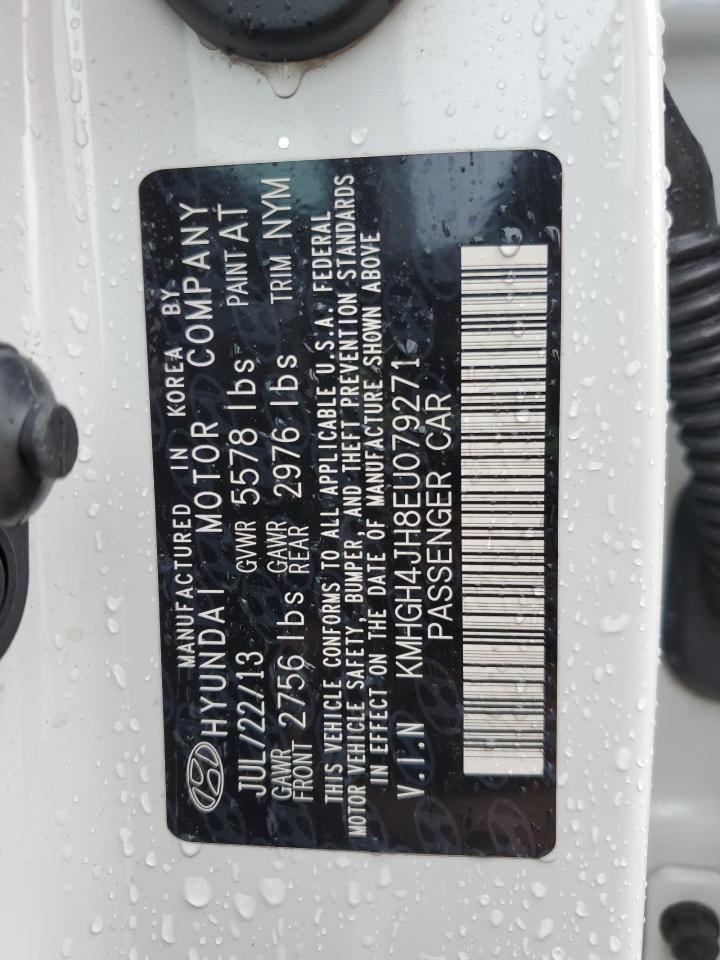 MANUFACTURED IN KOREA BY
HYUNDAI MOTOR COMPANY
JUL/22/13 GVWR 5578 lbs PAINT AT
GAWR FRONT 2756 lbs GAWR REAR 2976 lbs TRIM NYM
THIS VEHICLE CONFORMS TO ALL APPLICABLE U.S.A. FEDERAL
MOTOR VEHICLE SAFETY, BUMPER, AND THEFT PREVENTION STANDARDS
IN EFFECT ON THE DATE OF MANUFACTURE SHOWN ABOVE
V.I.N KMHGH4JH8EU079271
PASSENGER CAR